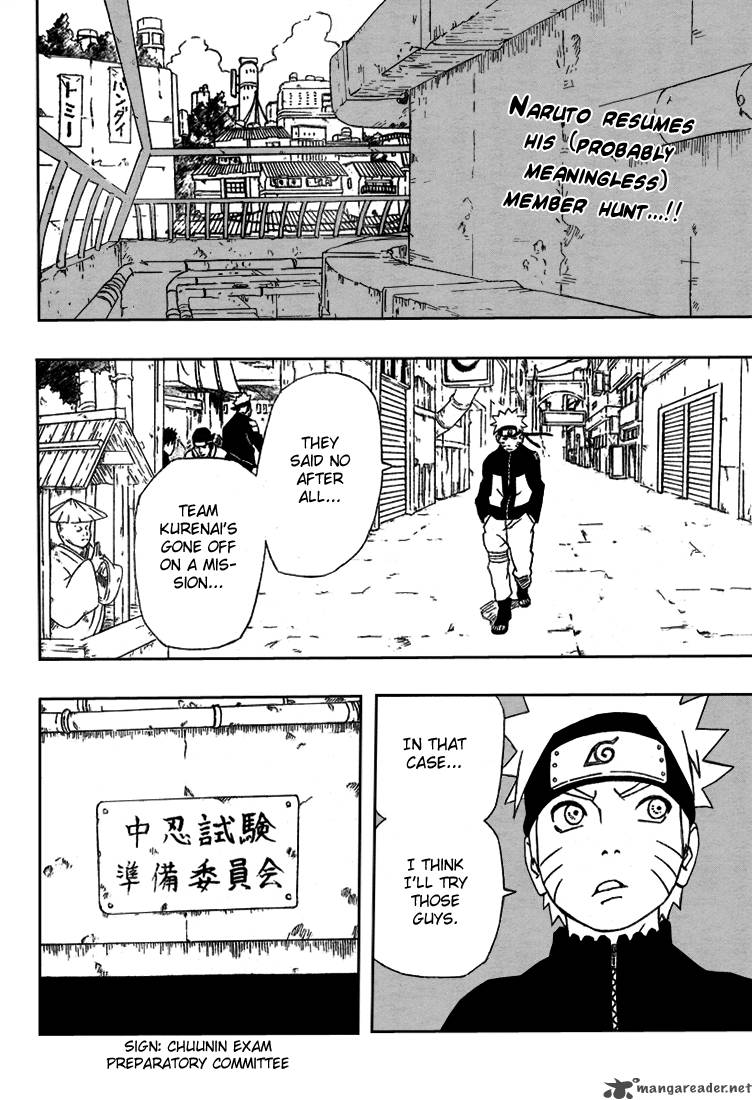 バンダイ
トミー
NARUTO RESUMES
HIS (PROBABLY
MEANINGLESS)
MEMBER HUNT...!!
THEY
SAID NO
AFTER
ALL...
TEAM
KURENAI'S
GONE OFF
ON A MIS-
SION...
IN THAT
CASE...
I THINK
I'LL TRY
THOSE
GUYS.
中忍試験
準備委員会
SIGN: CHUUNIN EXAM
PREPARATORY COMMITTEE
mangareader.net